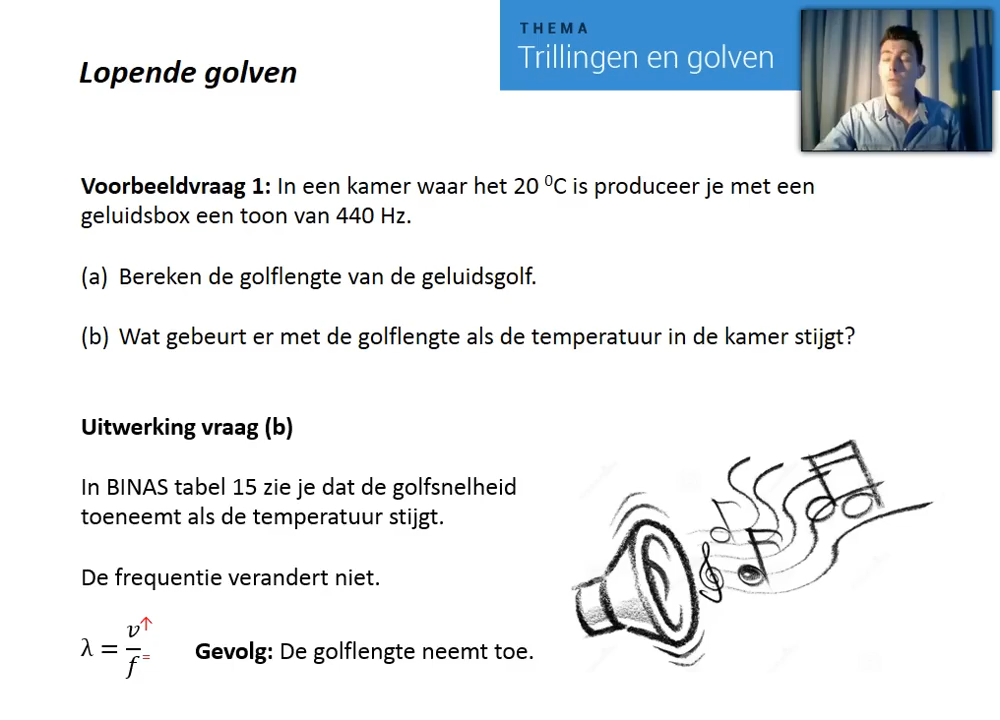 THEMA
Trillingen en golven
Lopende golven
Voorbeeldvraag 1: In een kamer waar het 20 ⁰C is produceer je met een
geluidsbox een toon van 440 Hz.
(a) Bereken de golflengte van de geluidsgolf.
(b) Wat gebeurt er met de golflengte als de temperatuur in de kamer stijgt?
Uitwerking vraag (b)
In BINAS tabel 15 zie je dat de golfsnelheid
toeneemt als de temperatuur stijgt.
De frequentie verandert niet.
λ = v↑ / f= Gevolg: De golflengte neemt toe.